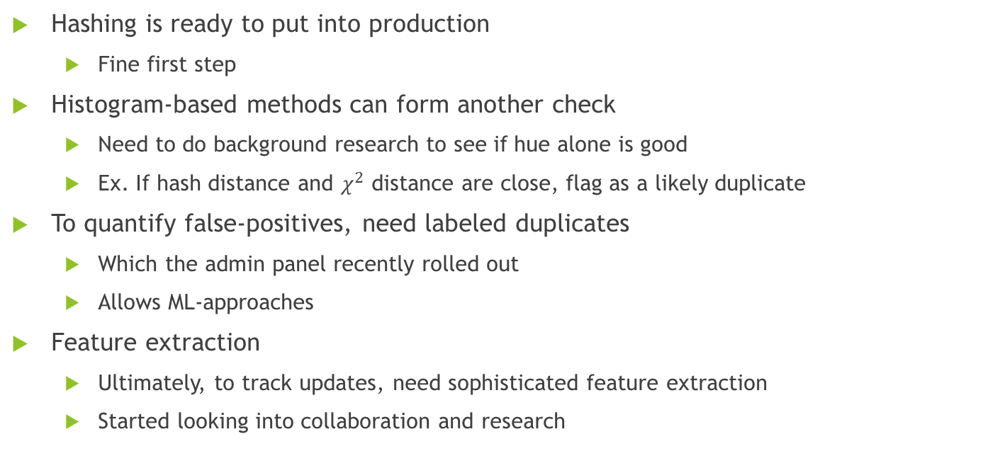 Hashing is ready to put into production
Fine first step
Histogram-based methods can form another check
Need to do background research to see if hue alone is good
Ex. If hash distance and χ² distance are close, flag as a likely duplicate
To quantify false-positives, need labeled duplicates
Which the admin panel recently rolled out
Allows ML-approaches
Feature extraction
Ultimately, to track updates, need sophisticated feature extraction
Started looking into collaboration and research